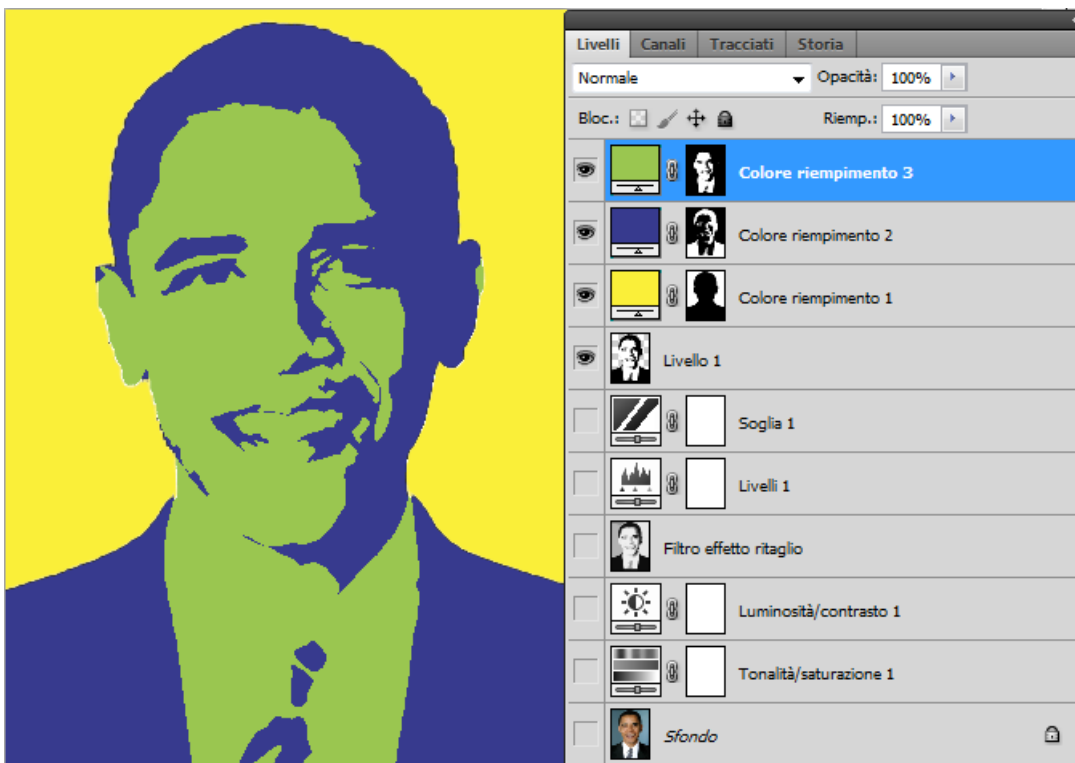 Livelli Canali Tracciati Storia
Normale Opacità: 100%
Bloc.: Riemp.: 100%
Colore riempimento 3
Colore riempimento 2
Colore riempimento 1
Livello 1
Soglia 1
Livelli 1
Filtro effetto ritaglio
Luminosità/contrasto 1
Tonalità/saturazione 1
Sfondo